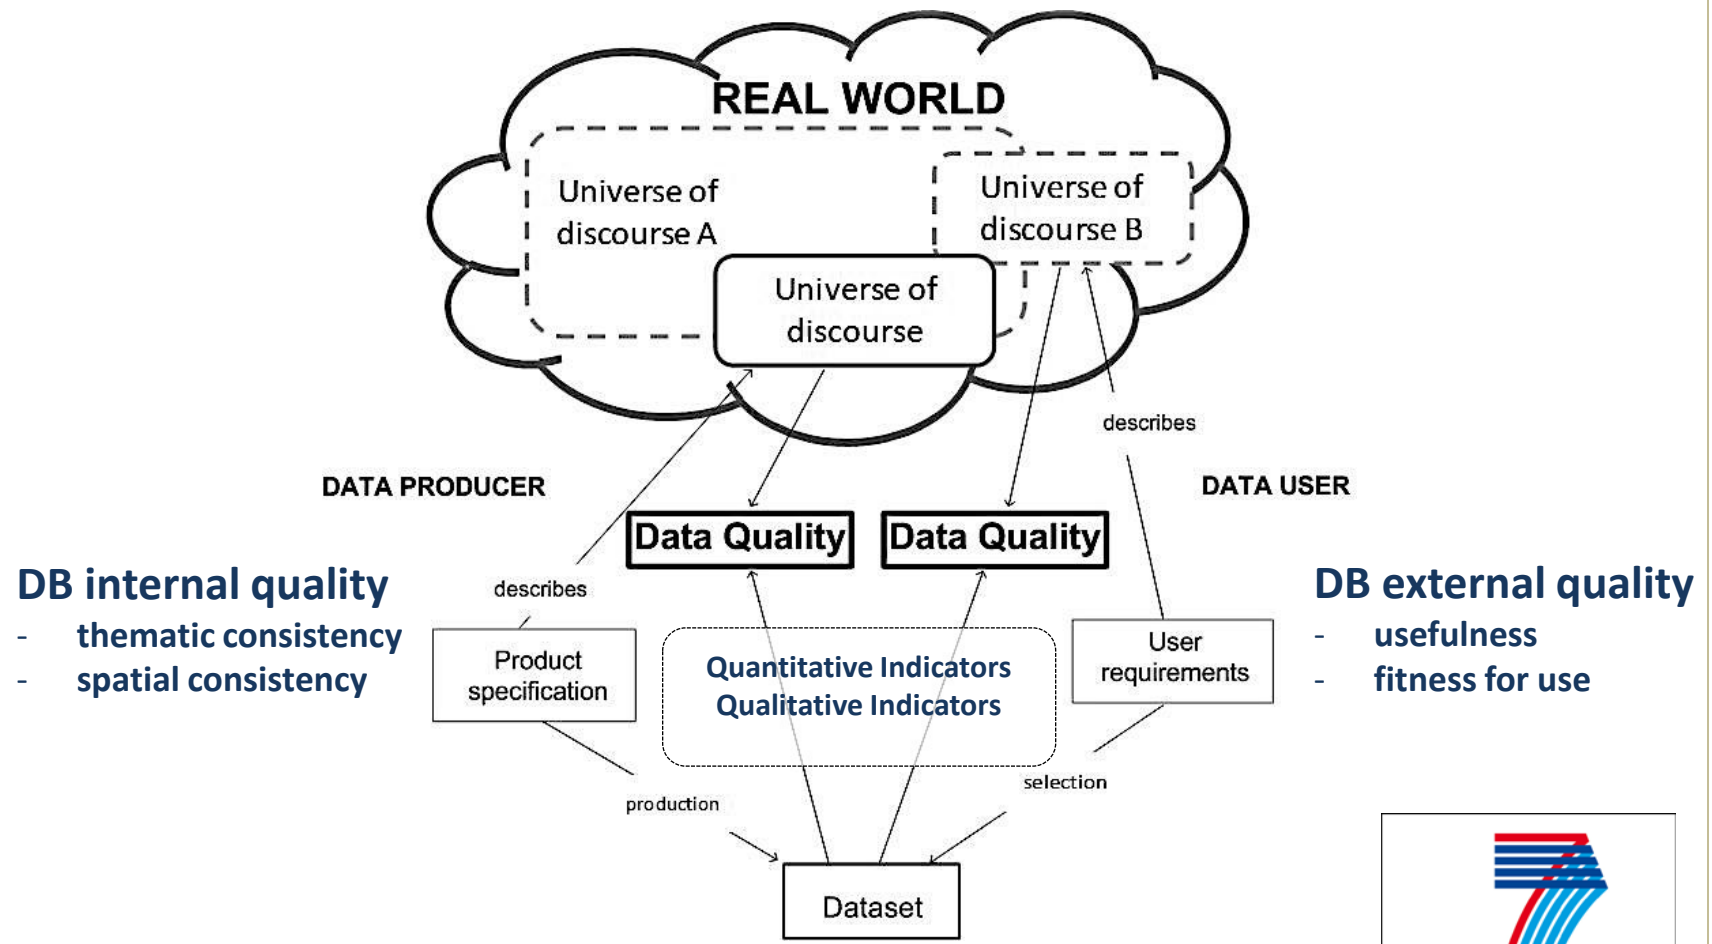 REAL WORLD
Universe of
discourse A
Universe of
discourse B
Universe of
discourse
describes
DATA PRODUCER
DATA USER
Data Quality
Data Quality
DB internal quality
- thematic consistency
- spatial consistency
describes
DB external quality
- usefulness
- fitness for use
Product
specification
Quantitative Indicators
Qualitative Indicators
User
requirements
production
selection
Dataset